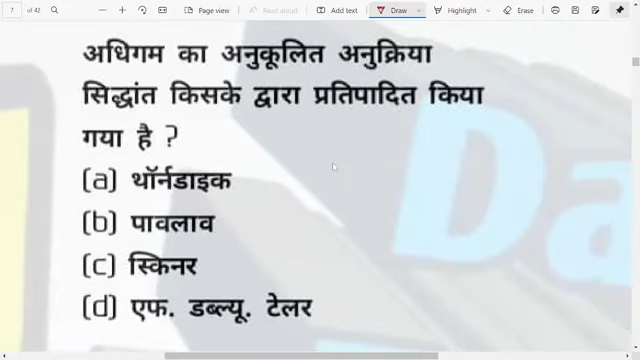 7 of 42 Page view Read aloud Add text Draw Highlight Erase
अधिगम का अनुकूलित अनुक्रिया
सिद्धांत किसके द्वारा प्रतिपादित किया
गया है ?
(a) थॉर्नडाइक
(b) पावलाव
(c) स्किनर
(d) एफ. डब्ल्यू. टेलर
Da